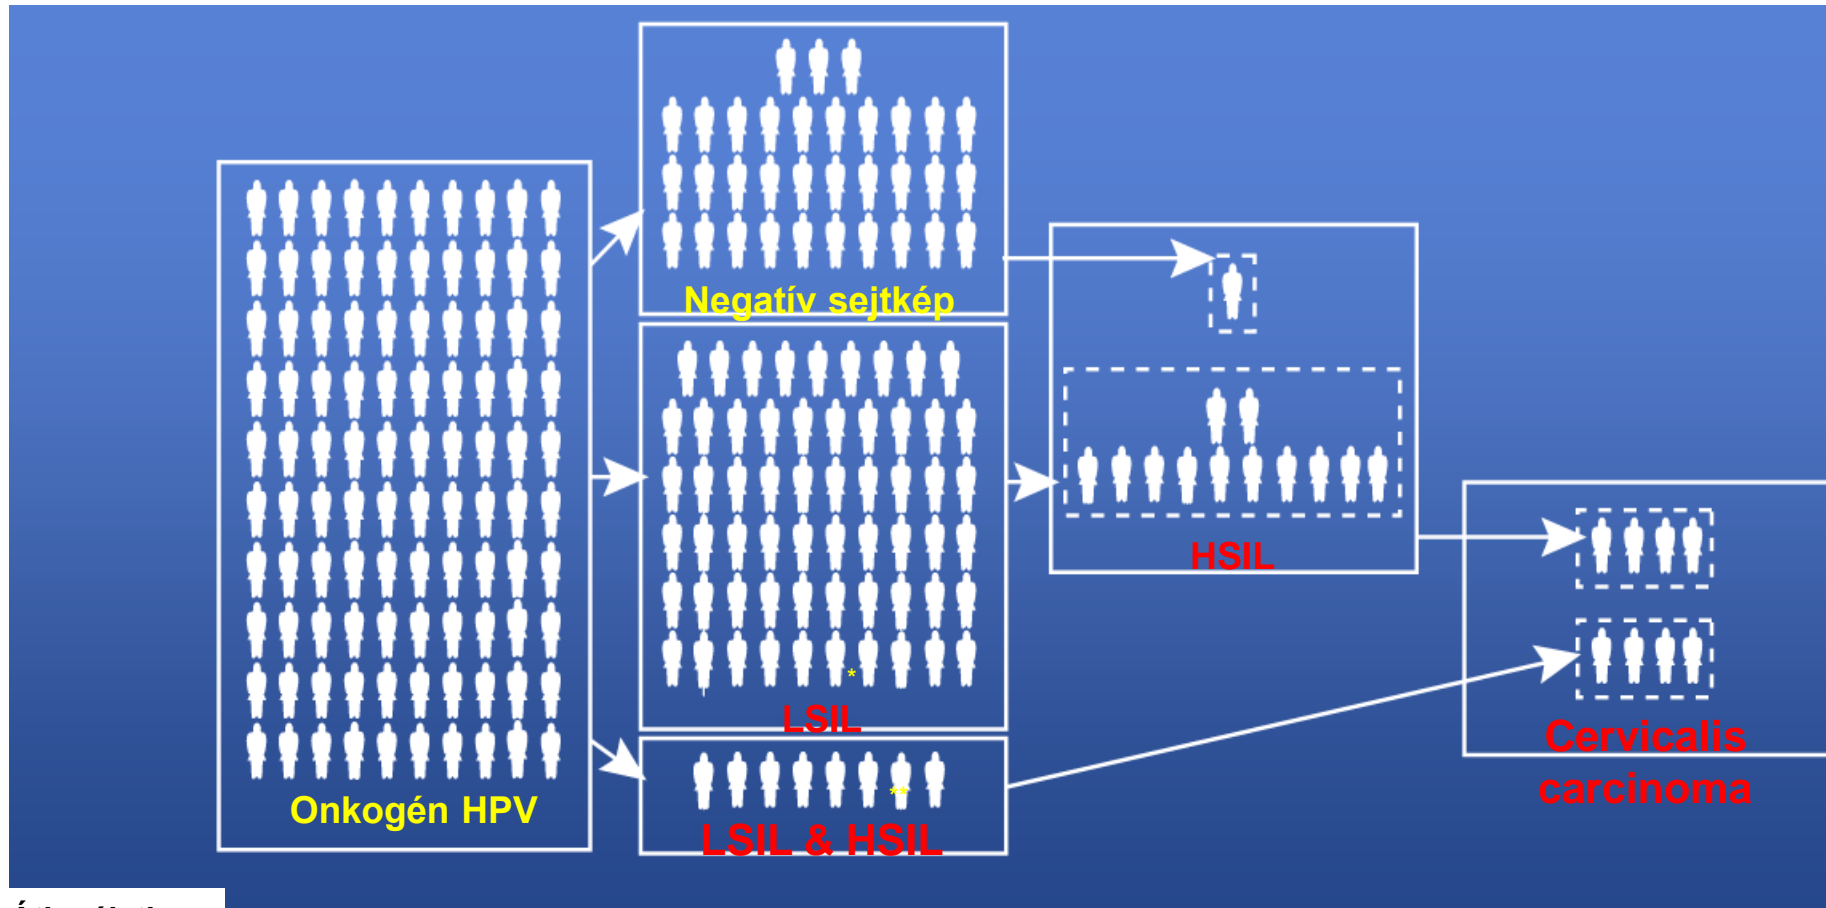 Negatív sejtkép
HSIL
*
LSIL
Cervicalis
carcinoma
**
Onkogén HPV
LSIL & HSIL